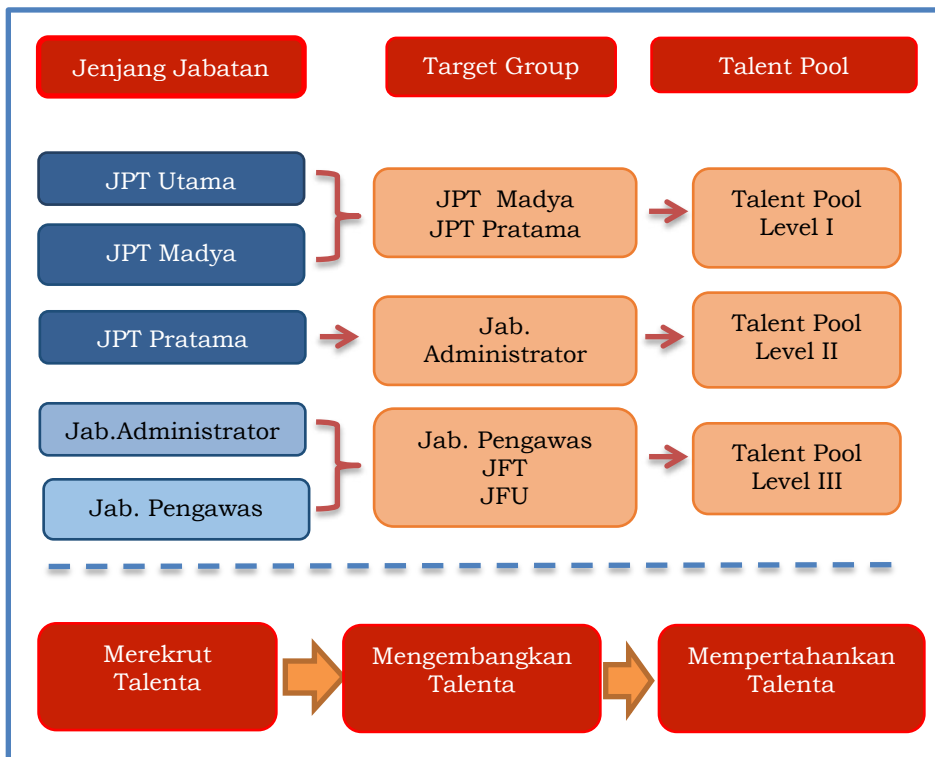 Jenjang Jabatan
Target Group
Talent Pool
JPT Utama
JPT Madya
JPT Madya
JPT Pratama
Talent Pool
Level I
JPT Pratama
Jab.
Administrator
Talent Pool
Level II
Jab.Administrator
Jab. Pengawas
Jab. Pengawas
JFT
JFU
Talent Pool
Level III
Merekrut
Talenta
Mengembangkan
Talenta
Mempertahankan
Talenta